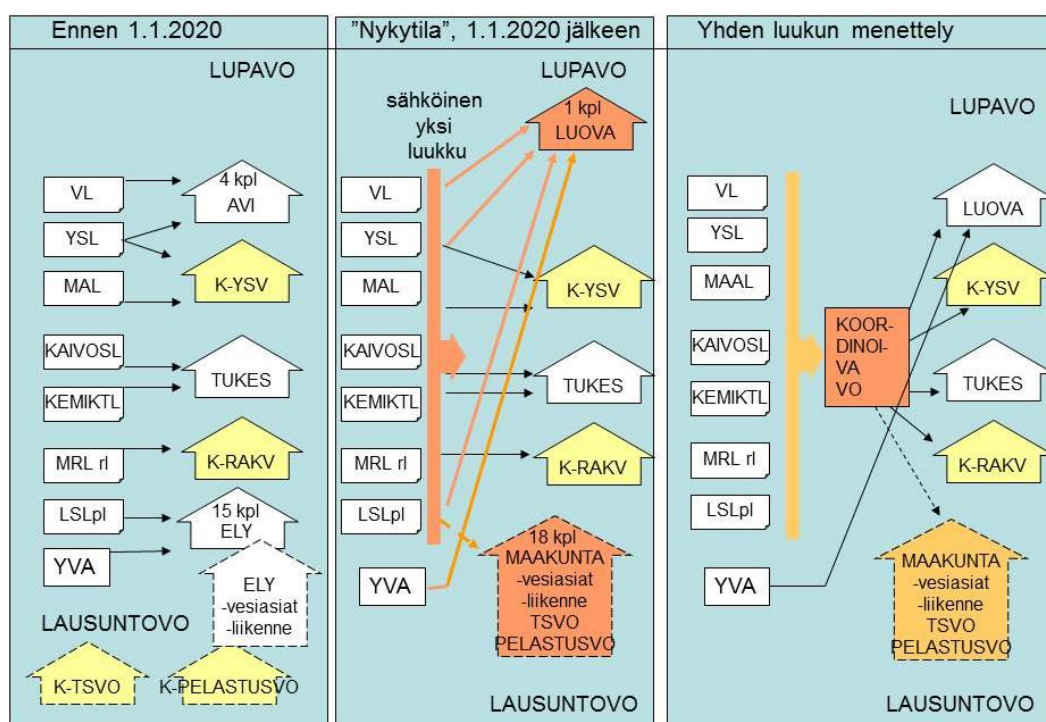 Ennen 1.1.2020
LUPAVO
VL
YSL
MAL
KAIVOSL
KEMIKTL
MRL rl
LSLpl
YVA
4 kpl
AVI
K-YSV
TUKES
K-RAKV
15 kpl
ELY
ELY
-vesiasiat
-liikenne
LAUSUNTOVO
K-TSVO
K-PELASTUSVO
"Nykytila", 1.1.2020 jälkeen
LUPAVO
sähköinen
yksi
luukku
1 kpl
LUOVA
VL
YSL
MAL
KAIVOSL
KEMIKTL
MRL rl
LSLpl
YVA
K-YSV
TUKES
K-RAKV
18 kpl
MAAKUNTA
-vesiasiat
-liikenne
TSVO
PELASTUSVO
LAUSUNTOVO
Yhden luukun menettely
LUPAVO
VL
YSL
MAAL
KAIVOSL
KEMIKTL
MRL rl
LSLpl
YVA
KOOR-
DINOI-
VA
VO
LUOVA
K-YSV
TUKES
K-RAKV
MAAKUNTA
-vesiasiat
-liikenne
TSVO
PELASTUSVO
LAUSUNTOVO